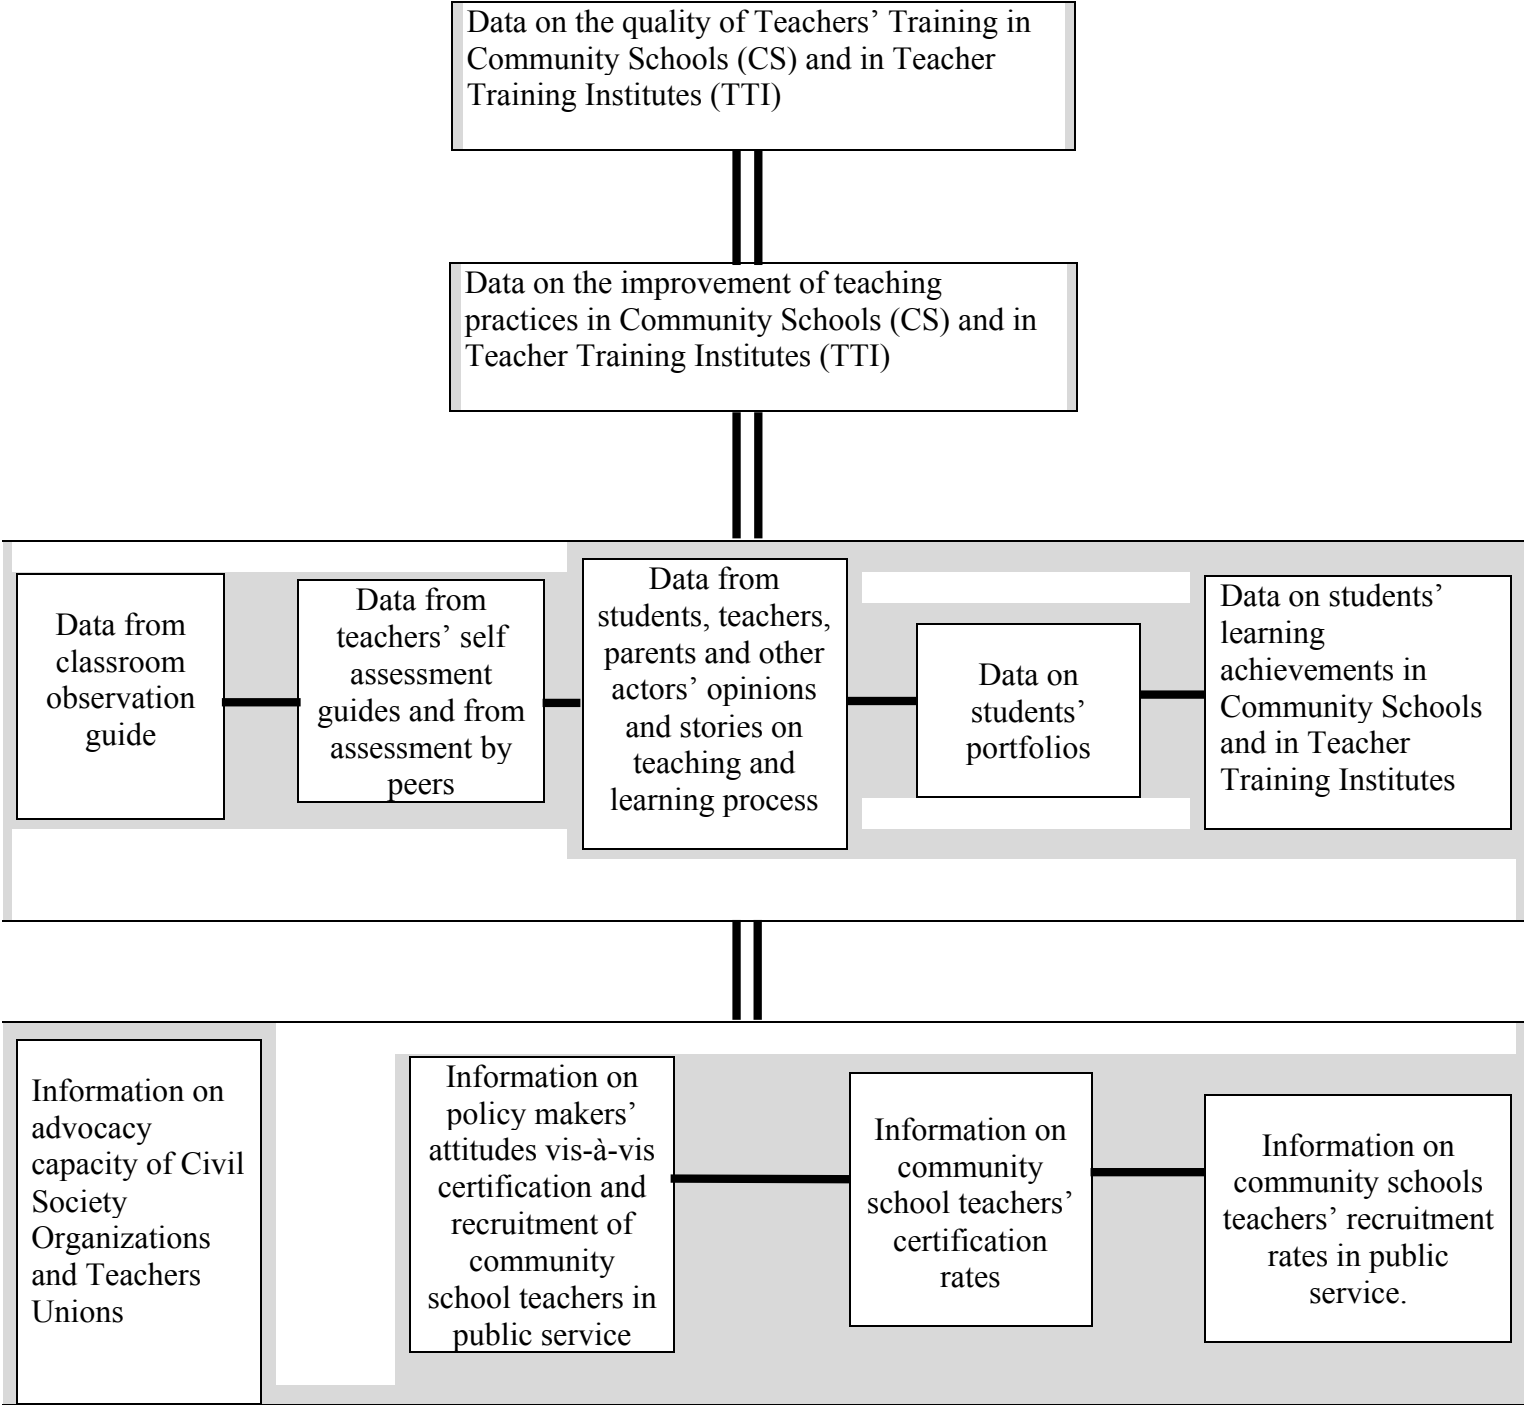 Data on the quality of Teachers’ Training in
Community Schools (CS) and in Teacher
Training Institutes (TTI)
Data on the improvement of teaching
practices in Community Schools (CS) and in
Teacher Training Institutes (TTI)
Data from
classroom
observation
guide
Data from
teachers’ self
assessment
guides and from
assessment by
peers
Data from
students, teachers,
parents and other
actors’ opinions
and stories on
teaching and
learning process
Data on
students’
portfolios
Data on students’
learning
achievements in
Community Schools
and in Teacher
Training Institutes
Information on
advocacy
capacity of Civil
Society
Organizations
and Teachers
Unions
Information on
policy makers’
attitudes vis-à-vis
certification and
recruitment of
community
school teachers in
public service
Information on
community
school teachers’
certification
rates
Information on
community schools
teachers’ recruitment
rates in public
service.